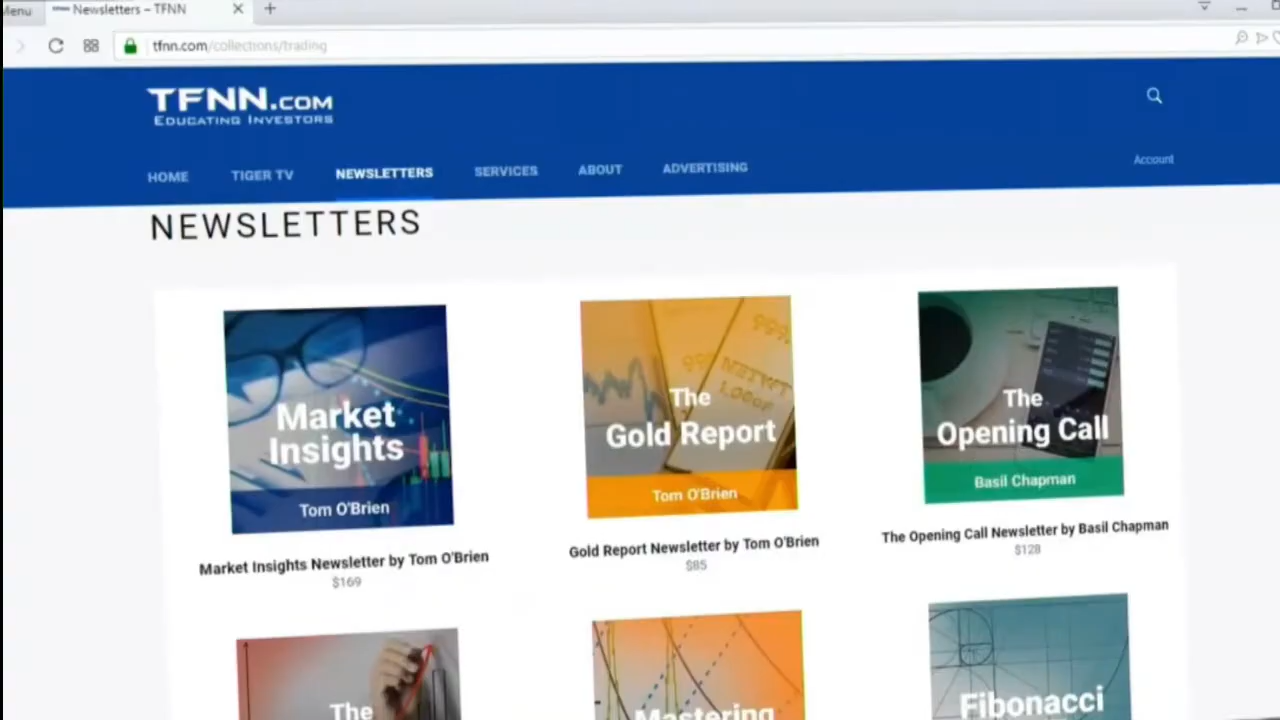 Menu
Newsletters – TFNN
tfnn.com/collections/trading
TFNN.COM
EDUCATING INVESTORS
HOME TIGER TV NEWSLETTERS SERVICES ABOUT ADVERTISING
Account
NEWSLETTERS
Market
Insights
Tom O'Brien
Market Insights Newsletter by Tom O'Brien
$169
The
Gold Report
Tom O'Brien
Gold Report Newsletter by Tom O'Brien
$85
The
Opening Call
Basil Chapman
The Opening Call Newsletter by Basil Chapman
$128
The
Mastering
Fibonacci